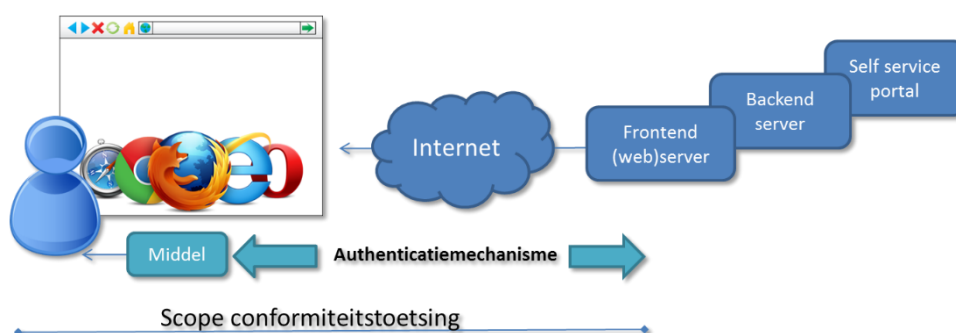 Self service
portal
Backend
server
Frontend
(web)server
Internet
Middel
Authenticatiemechanisme
Scope conformiteitstoetsing